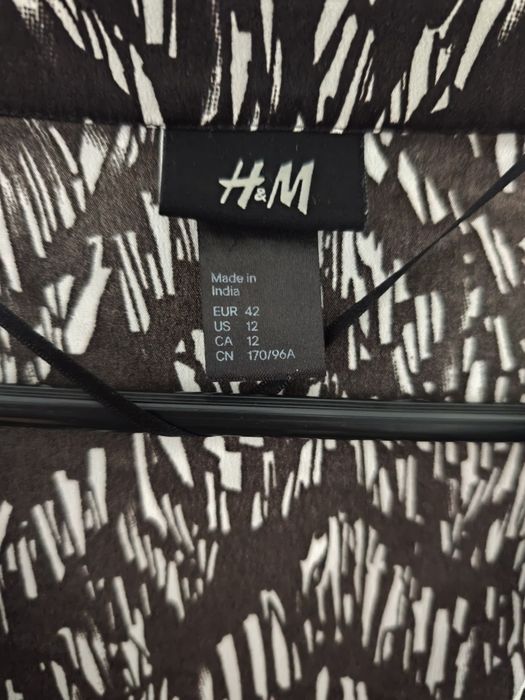 H&M
Made in
India
EUR 42
US 12
CA 12
CN 170/96A